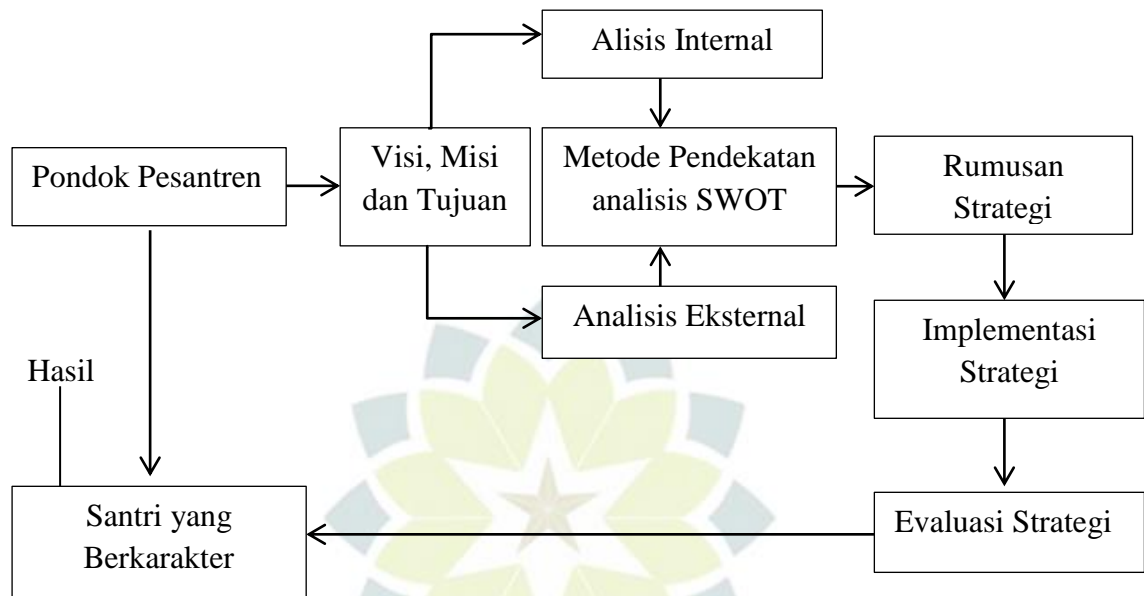 Alisis Internal
Pondok Pesantren
Visi, Misi
dan Tujuan
Metode Pendekatan
analisis SWOT
Rumusan
Strategi
Analisis Eksternal
Implementasi
Strategi
Hasil
Santri yang
Berkarakter
Evaluasi Strategi